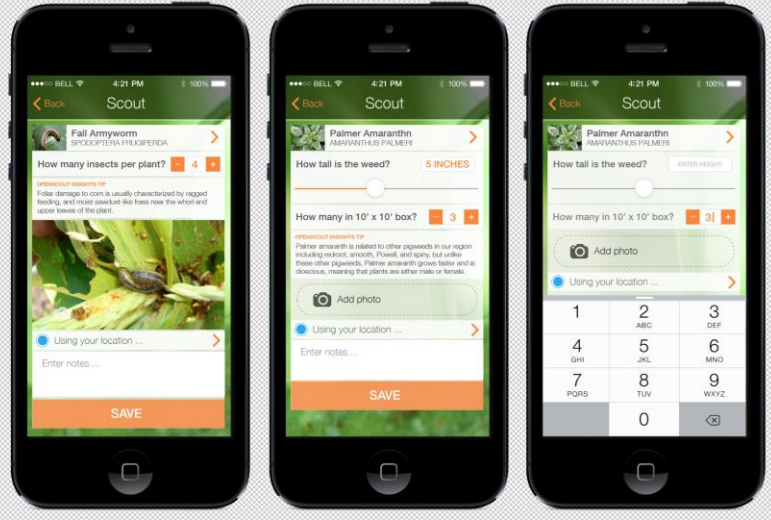 BELL 4:21 PM 100%
Back Scout
Fall Armyworm
SPODOPTERA FRUGIPERDA
How many insects per plant? - 4 +
OPENSCOUT INSIGHTS TIP
Foliar damage to corn is usually characterized by ragged
feeding, and moist sawdust-like frass near the whorl and
upper leaves of the plant.
Using your location ...
Enter notes ...
SAVE
BELL 4:21 PM 100%
Back Scout
Palmer Amaranthn
AMARANTHUS PALMERI
How tall is the weed? 5 INCHES
How many in 10' x 10' box? - 3 +
OPENSCOUT INSIGHTS TIP
Palmer amaranth is related to other pigweeds in our region
including redroot, smooth, Powell, and spiny, but unlike
these other pigweeds, Palmer amaranth grows faster and is
dioecious, meaning that plants are either male or female.
Add photo
Using your location ...
Enter notes ...
SAVE
BELL 4:21 PM 100%
Back Scout
Palmer Amaranthn
AMARANTHUS PALMERI
How tall is the weed? -ENTER HEIGHT-
How many in 10' x 10' box? - 3 +
Add photo
Using your location ...
1 2 3
ABC DEF
4 5 6
GHI JKL MNO
7 8 9
PQRS TUV WXYZ
0